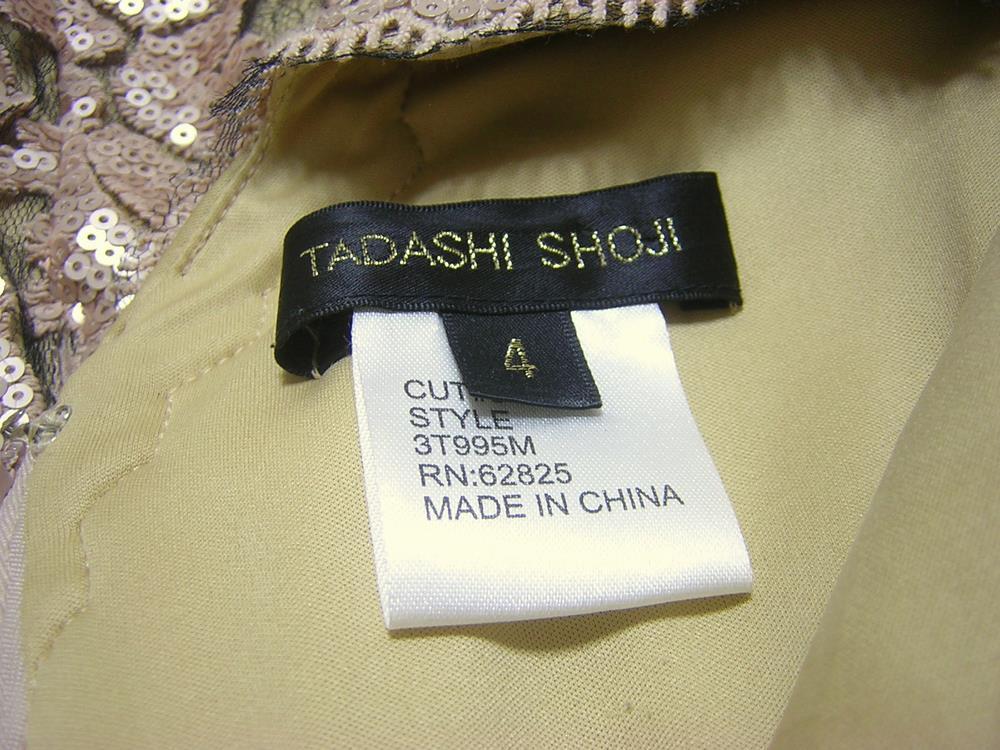 TADASHI SHOJI
4
STYLE
3T995M
RN:62825
MADE IN CHINA